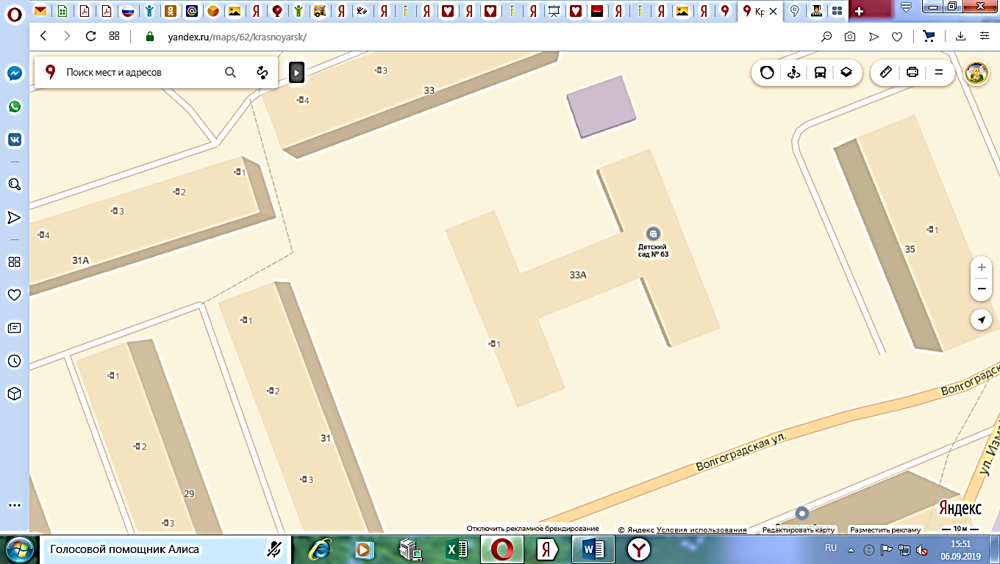 yandex.ru/maps/62/krasnoyarsk/
Кр
Поиск мест и адресов
3
33
4
1
2
3
4
31А
Детский
сад № 63
33А
1
1
35
1
2
31
3
1
2
29
3
Волгоградская ул.
Волгоградск
ул. Изм
Яндекс
Отключить рекламное брендирование
© Яндекс Условия использования
Редактировать карту
Разместить рекламу
10 м
Голосовой помощник Алиса
RU
15:51
06.09.2019